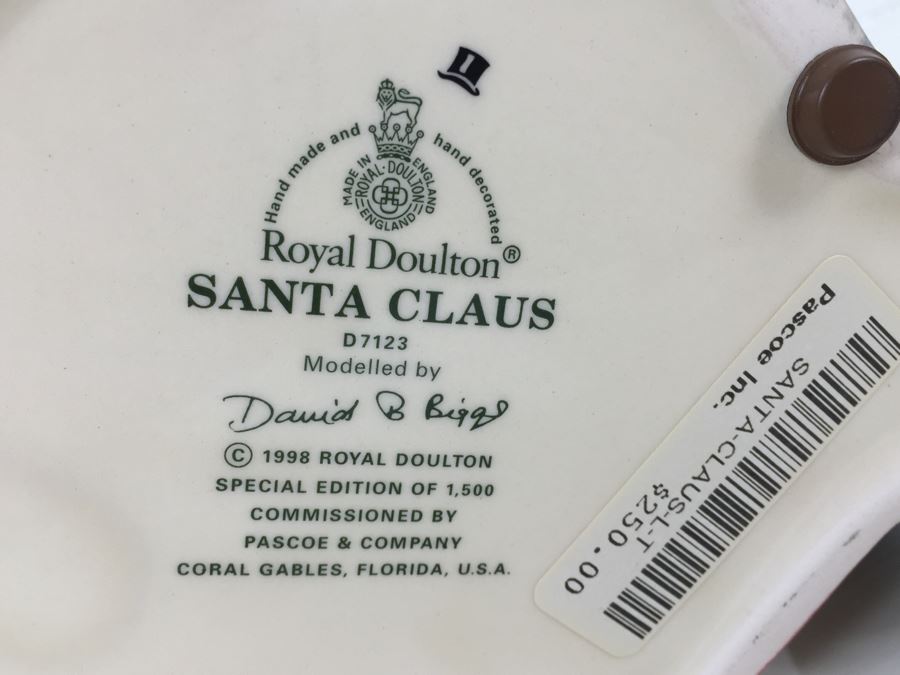 1
Hand made and hand decorated
MADE IN ENGLAND
ROYAL·DOULTON
ENGLAND
Royal Doulton®
SANTA CLAUS
D7123
Modelled by
David B Biggs
© 1998 ROYAL DOULTON
SPECIAL EDITION OF 1,500
COMMISSIONED BY
PASCOE & COMPANY
CORAL GABLES, FLORIDA, U.S.A.
Pascoe Inc.
SANTA-CLAUS-L-T
$250.00